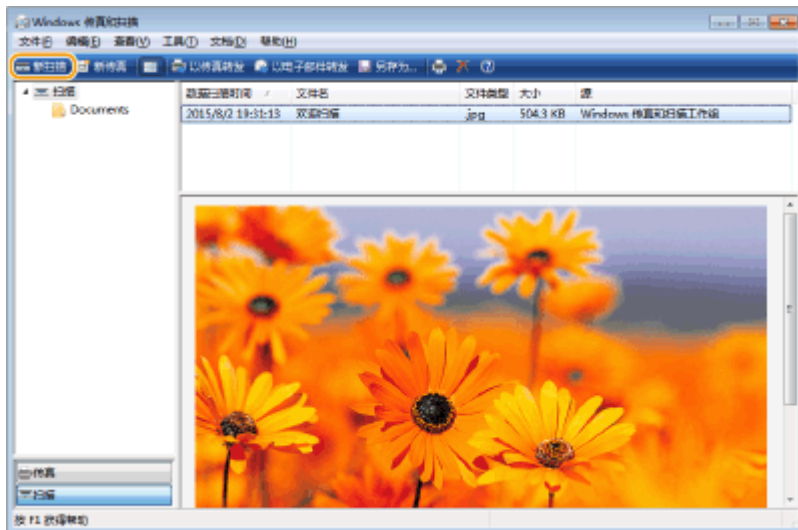 Windows 传真和扫描
文件(F) 编辑(E) 查看(V) 工具(T) 文档(D) 帮助(H)
新扫描 新传真 以传真转发 以电子邮件转发 另存为...
扫描
Documents
数据扫描时间 文件名 文件类型 大小 源
2015/8/2 19:31:13 欢迎扫描 .jpg 504.3 KB Windows 传真和扫描工作组
传真
扫描
按 F1 获得帮助